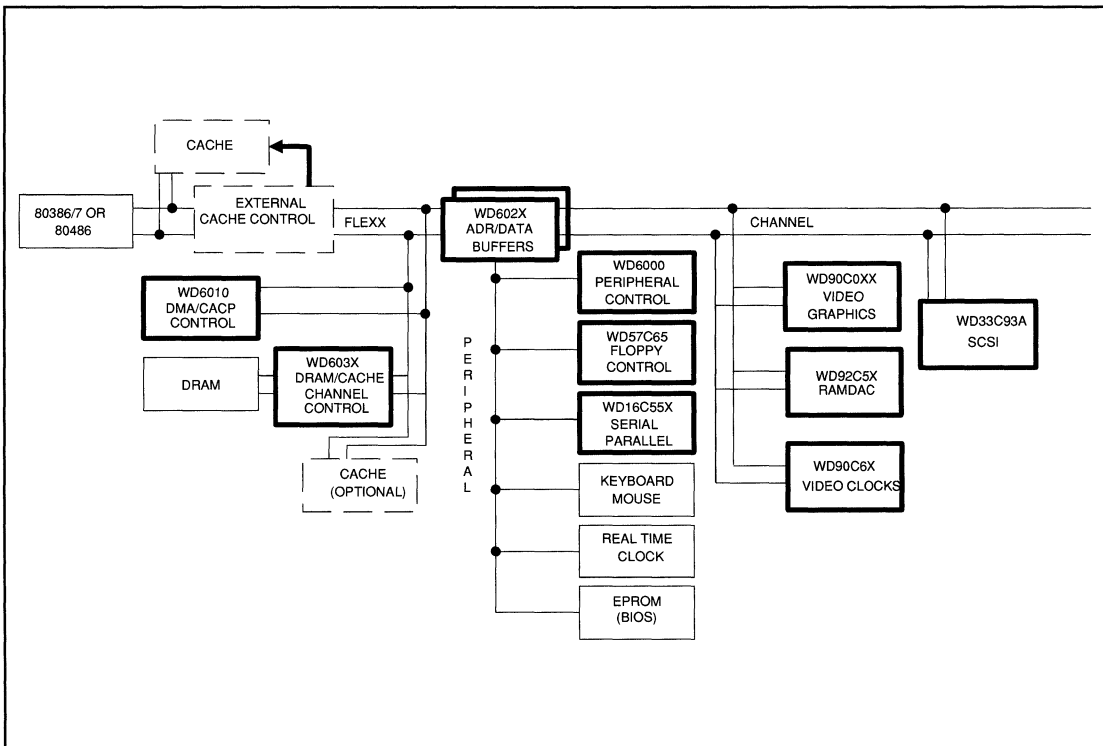 CACHE
EXTERNAL
CACHE CONTROL
80386/7 OR
80486
FLEXX
WD602X
ADR/DATA
BUFFERS
CHANNEL
WD6010
DMA/CACP
CONTROL
DRAM
WD603X
DRAM/CACHE
CHANNEL
CONTROL
CACHE
(OPTIONAL)
PERIPHERAL
WD6000
PERIPHERAL
CONTROL
WD57C65
FLOPPY
CONTROL
WD16C55X
SERIAL
PARALLEL
KEYBOARD
MOUSE
REAL TIME
CLOCK
EPROM
(BIOS)
WD90C0XX
VIDEO
GRAPHICS
WD92C5X
RAMDAC
WD90C6X
VIDEO CLOCKS
WD33C93A
SCSI